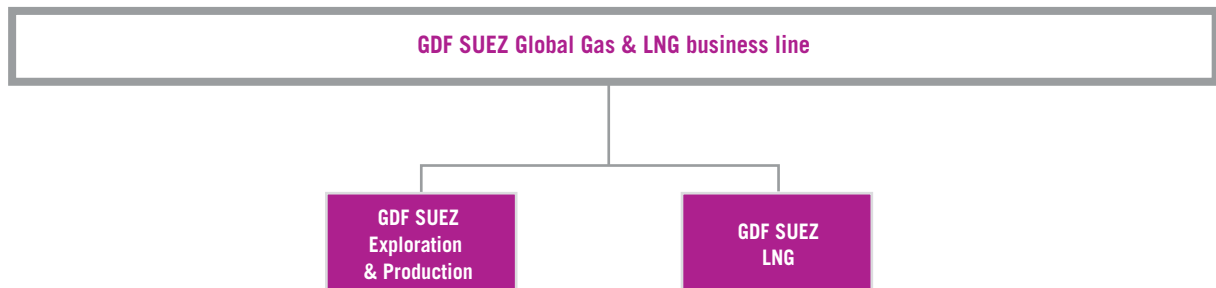 GDF SUEZ Global Gas & LNG business line
GDF SUEZ
Exploration
& Production
GDF SUEZ
LNG